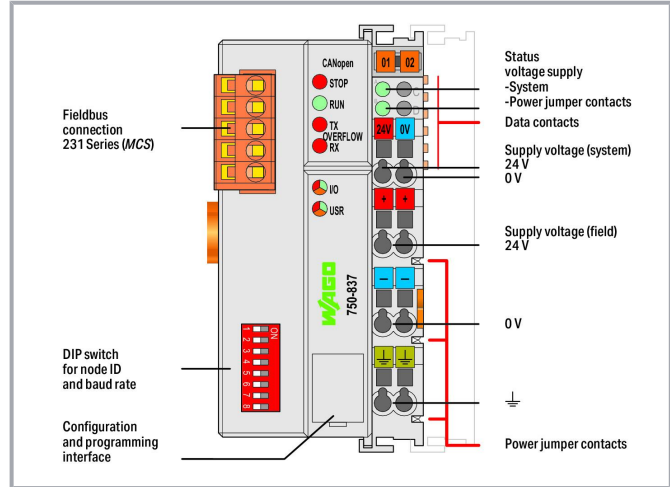 Fieldbus
connection
231 Series (MCS)
DIP switch
for node ID
and baud rate
Configuration
and programming
interface
CANopen
STOP
RUN
TX
OVERFLOW
RX
I/O
USR
WAGO
750-837
ON
1 2 3 4 5 6 7 8
01 02
C
24V 0V
+ +
— —
Status
voltage supply
-System
-Power jumper contacts
Data contacts
Supply voltage (system)
24 V
0 V
Supply voltage (field)
24 V
0 V
Power jumper contacts